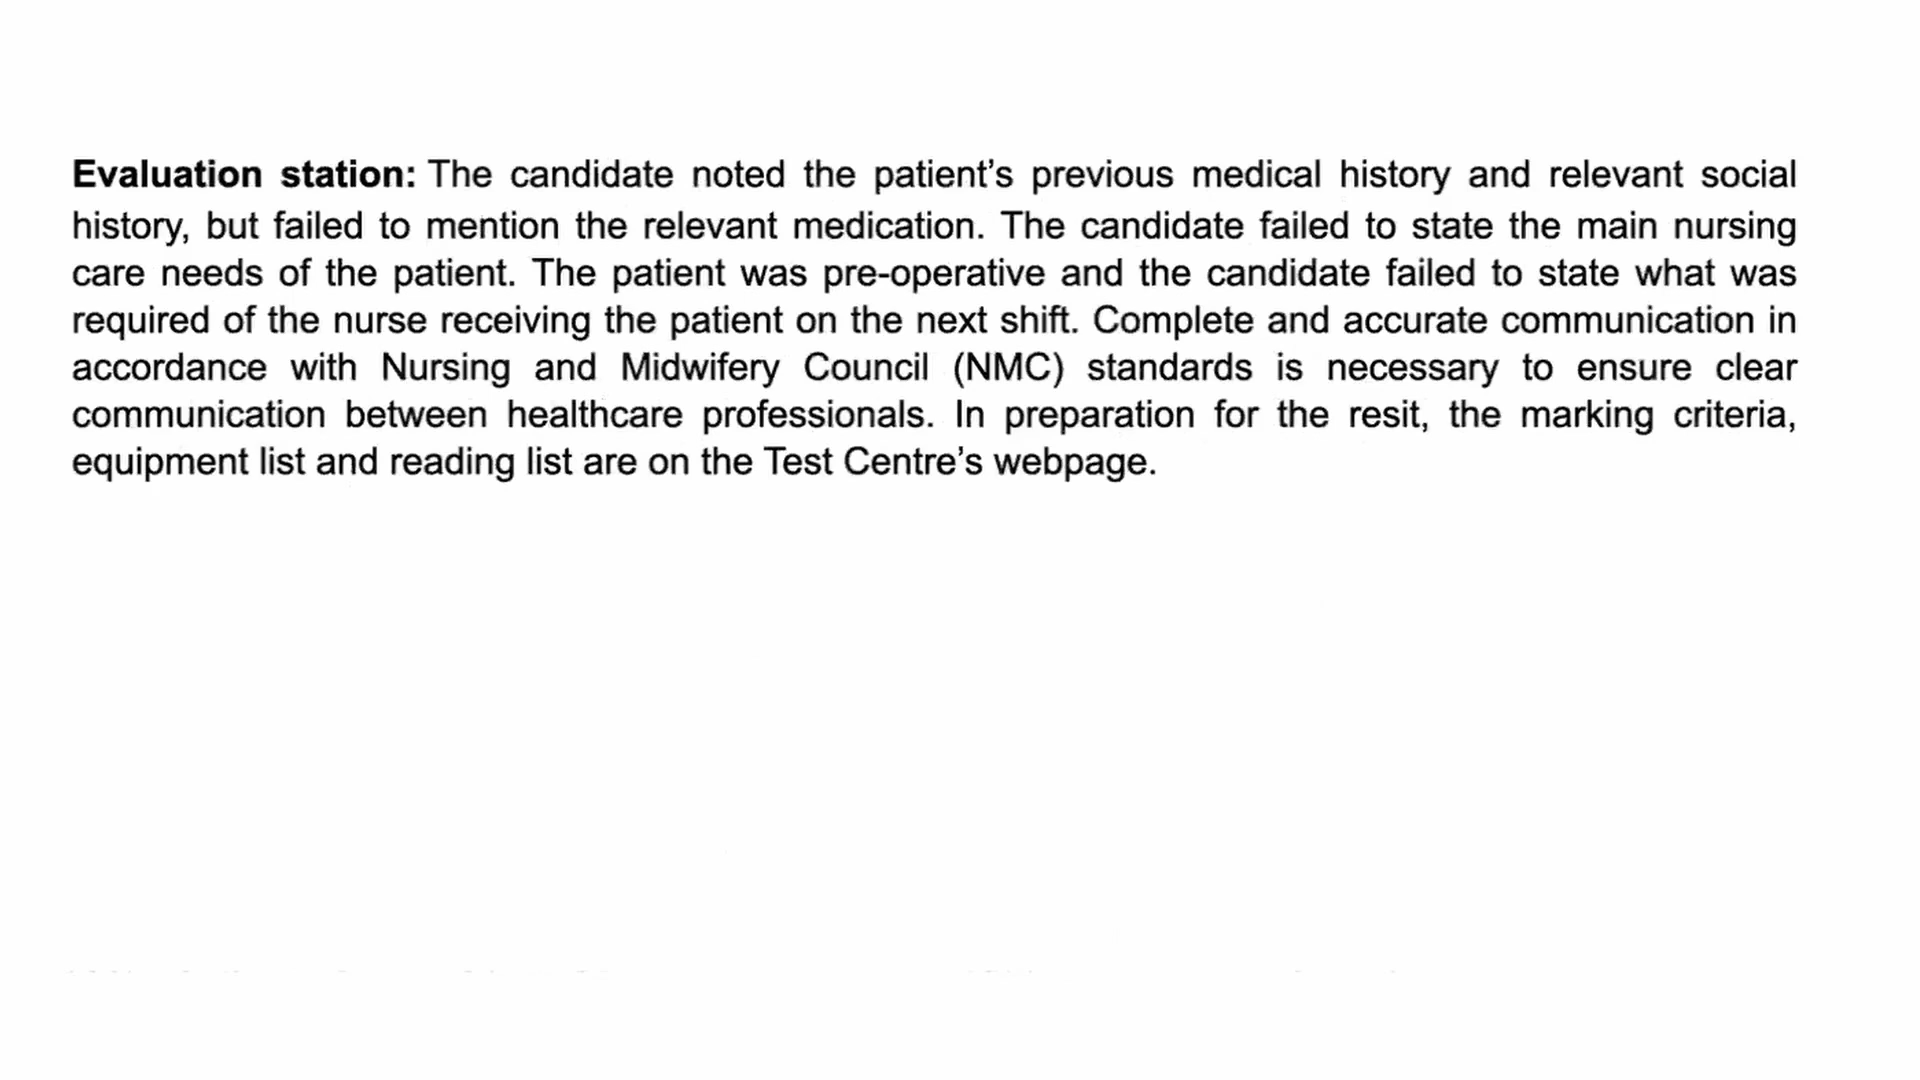 Evaluation station: The candidate noted the patient’s previous medical history and relevant social
history, but failed to mention the relevant medication. The candidate failed to state the main nursing
care needs of the patient. The patient was pre-operative and the candidate failed to state what was
required of the nurse receiving the patient on the next shift. Complete and accurate communication in
accordance with Nursing and Midwifery Council (NMC) standards is necessary to ensure clear
communication between healthcare professionals. In preparation for the resit, the marking criteria,
equipment list and reading list are on the Test Centre’s webpage.